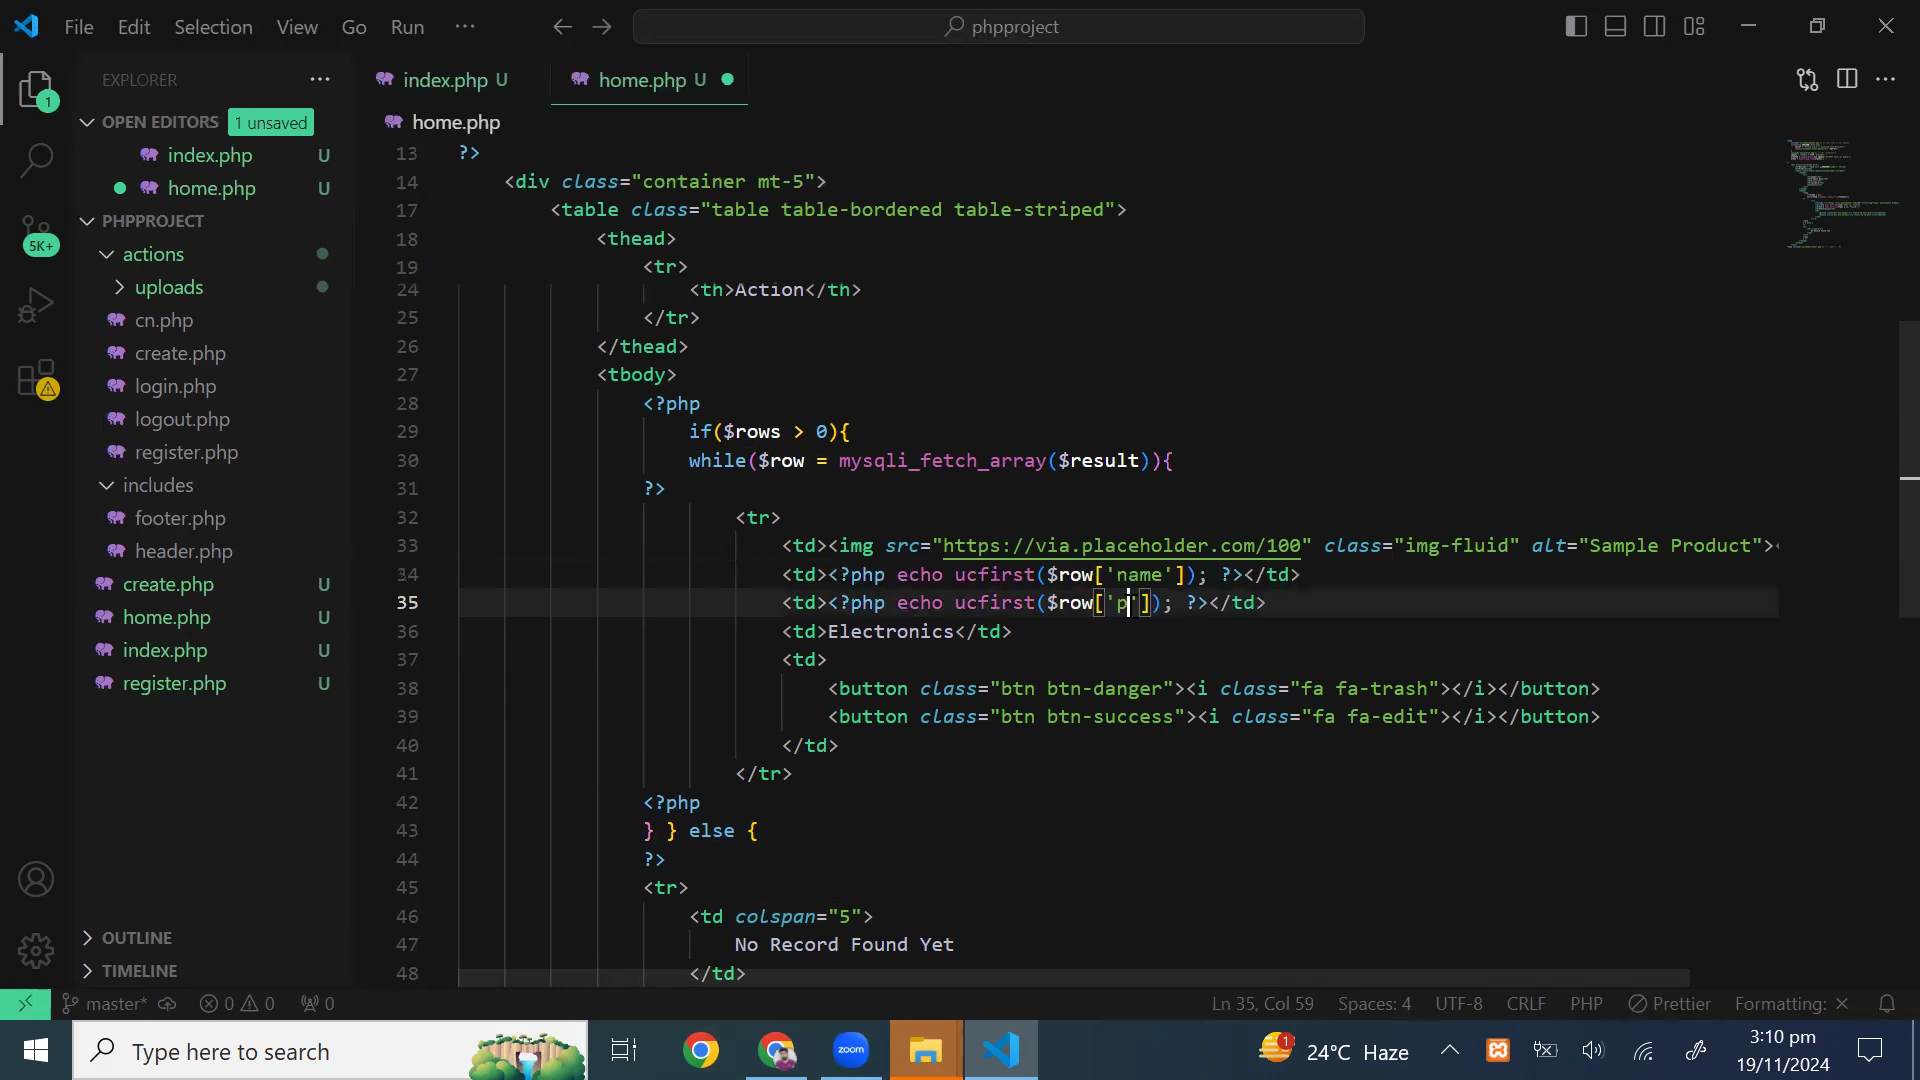 File Edit Selection View Go Run ··· phpproject
EXPLORER ···
OPEN EDITORS 1 unsaved
index.php U
home.php U
PHPPROJECT
actions
uploads
cn.php
create.php
login.php
logout.php
register.php
includes
footer.php
header.php
create.php U
home.php U
index.php U
register.php U
OUTLINE
TIMELINE
1
5K+
index.php U home.php U
home.php
13 ?>
14 <div class="container mt-5">
17 <table class="table table-bordered table-striped">
18 <thead>
19 <tr>
24 <th>Action</th>
25 </tr>
26 </thead>
27 <tbody>
28 <?php
29 if($rows > 0){
30 while($row = mysqli_fetch_array($result)){
31 ?>
32 <tr>
33 <td><img src="https://via.placeholder.com/100" class="img-fluid" alt="Sample Product"><
34 <td><?php echo ucfirst($row['name']); ?></td>
35 <td><?php echo ucfirst($row['p']); ?></td>
36 <td>Electronics</td>
37 <td>
38 <button class="btn btn-danger"><i class="fa fa-trash"></i></button>
39 <button class="btn btn-success"><i class="fa fa-edit"></i></button>
40 </td>
41 </tr>
42 <?php
43 } } else {
44 ?>
45 <tr>
46 <td colspan="5">
47 No Record Found Yet
48 </td>
master* 0 0 0 Ln 35, Col 59 Spaces: 4 UTF-8 CRLF PHP Prettier Formatting: ×
Type here to search zoom 1 24°C Haze 3:10 pm
19/11/2024